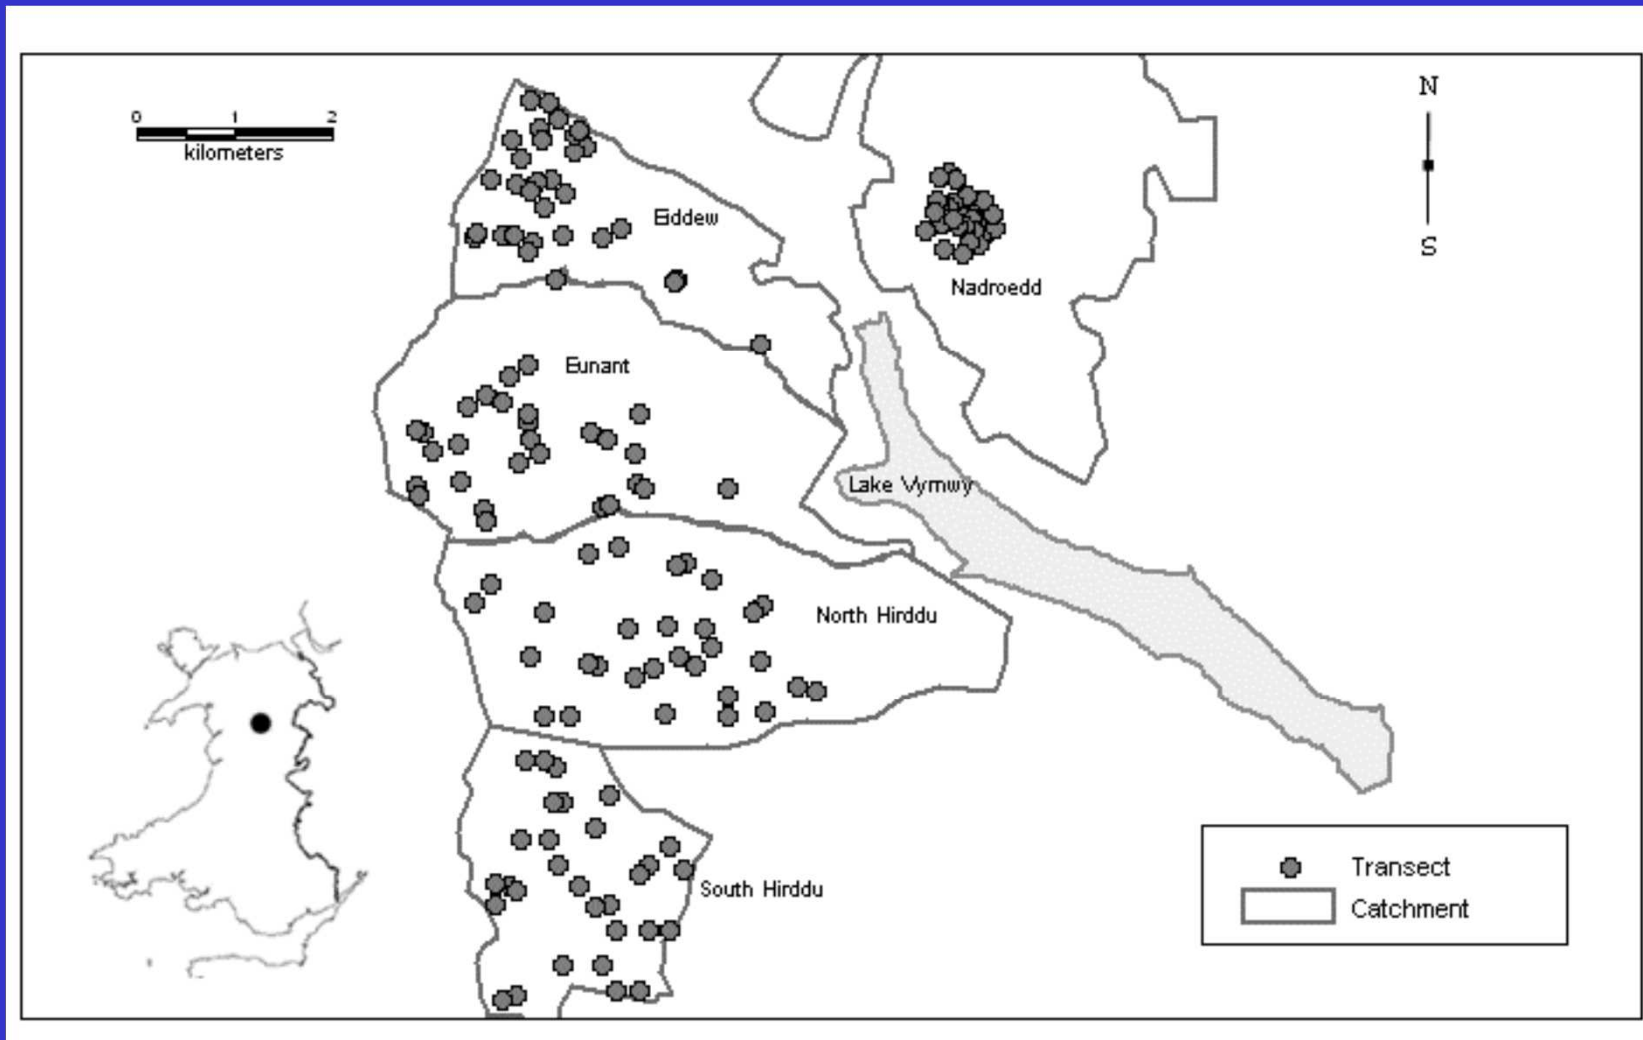 0 1 2
kilometers
N
S
Eiddew
Nadroedd
Eunant
Lake Vyrnwy
North Hirddu
South Hirddu
Transect
Catchment